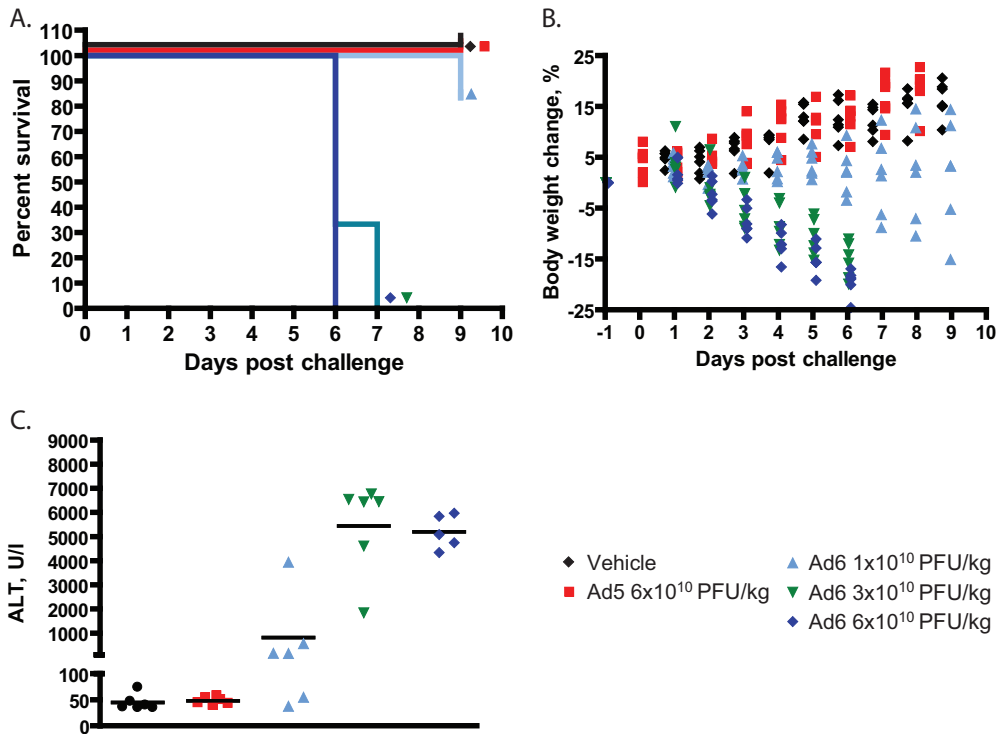 A.
Percent survival
110
100
90
80
70
60
50
40
30
20
10
0
0 1 2 3 4 5 6 7 8 9 10
Days post challenge
B.
Body weight change, %
25
15
5
-5
-15
-25
-1 0 1 2 3 4 5 6 7 8 9 10
Days post challenge
C.
ALT, U/l
9000
8000
7000
6000
5000
4000
3000
2000
1000
100
50
0
Vehicle
Ad5 6x10¹⁰ PFU/kg
Ad6 1x10¹⁰ PFU/kg
Ad6 3x10¹⁰ PFU/kg
Ad6 6x10¹⁰ PFU/kg